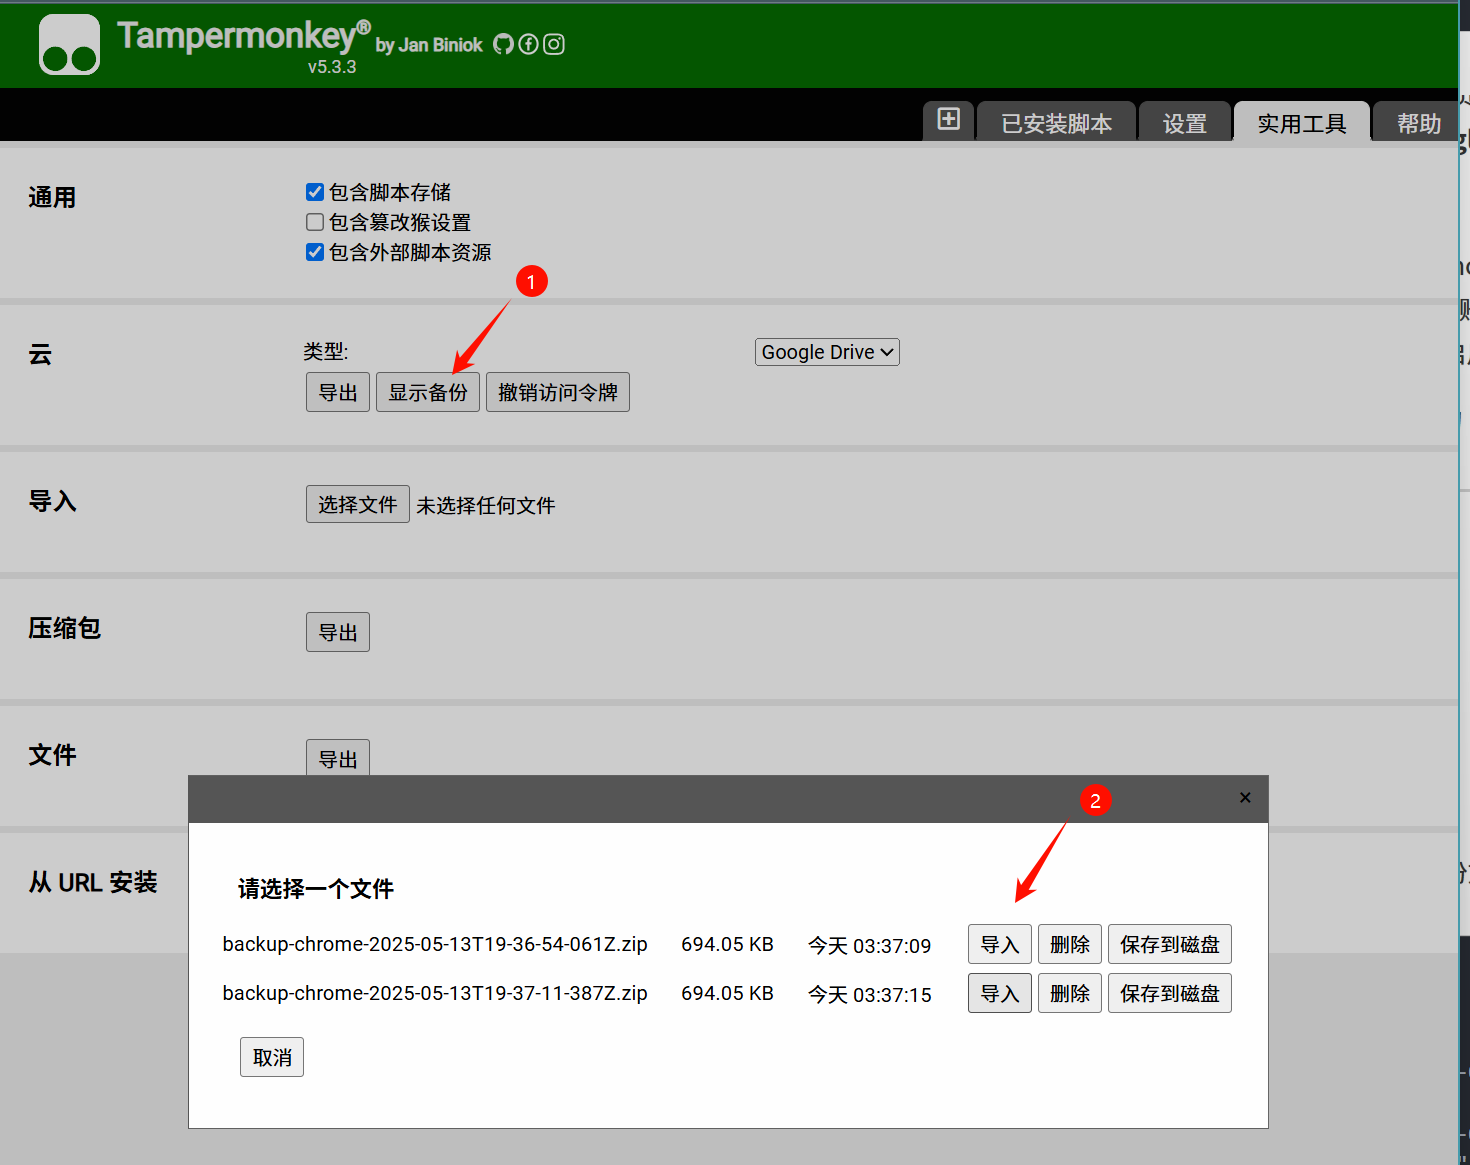 Tampermonkey® by Jan Biniok
v5.3.3
已安装脚本 设置 实用工具 帮助
通用
包含脚本存储
包含篡改猴设置
包含外部脚本资源
1
云
类型:
Google Drive
导出 显示备份 撤销访问令牌
导入
选择文件 未选择任何文件
压缩包
导出
文件
导出
2
×
从 URL 安装
请选择一个文件
backup-chrome-2025-05-13T19-36-54-061Z.zip 694.05 KB 今天 03:37:09 导入 删除 保存到磁盘
backup-chrome-2025-05-13T19-37-11-387Z.zip 694.05 KB 今天 03:37:15 导入 删除 保存到磁盘
取消